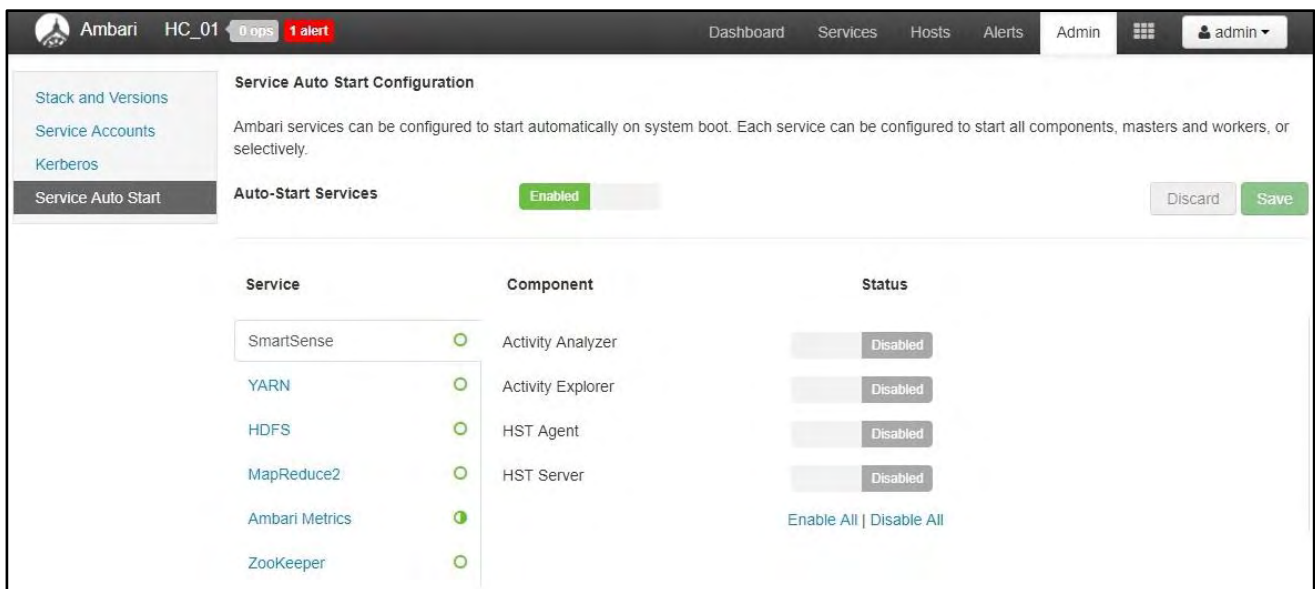 Ambari HC_01 0 ops 1 alert Dashboard Services Hosts Alerts Admin admin
Stack and Versions
Service Accounts
Kerberos
Service Auto Start
Service Auto Start Configuration
Ambari services can be configured to start automatically on system boot. Each service can be configured to start all components, masters and workers, or
selectively.
Auto-Start Services Enabled Discard Save
Service Component Status
SmartSense Activity Analyzer Disabled
YARN Activity Explorer Disabled
HDFS HST Agent Disabled
MapReduce2 HST Server Disabled
Ambari Metrics Enable All | Disable All
ZooKeeper